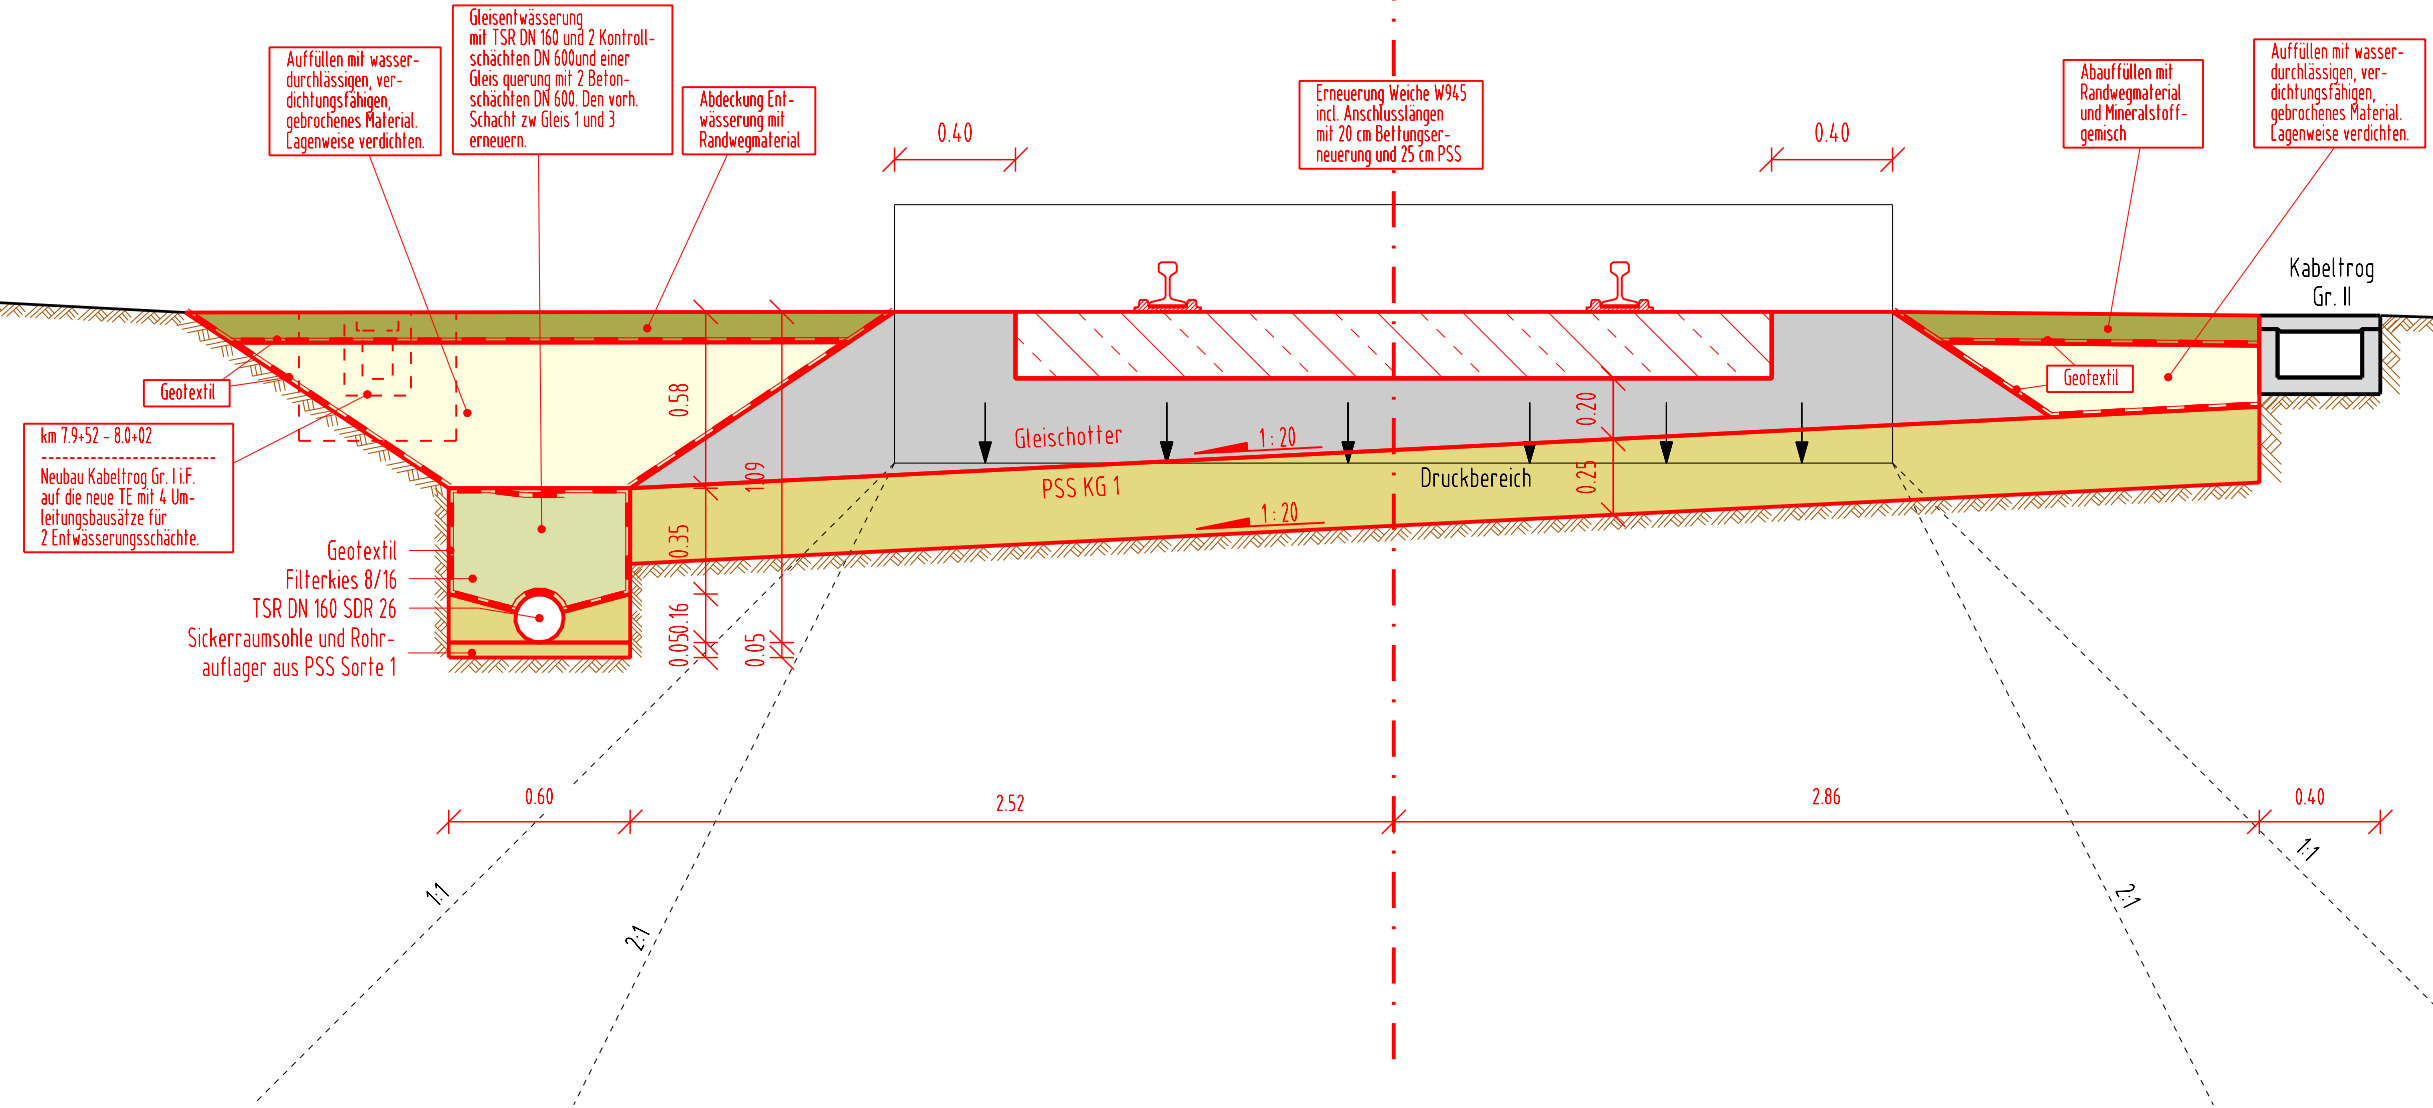 Gleisentwässerung
mit TSR DN 160 und 2 Kontroll-
schächten DN 600und einer
Gleis querung mit 2 Beton-
schächten DN 600. Den vorh.
Schacht zw Gleis 1 und 3
erneuern.
Auffüllen mit wasser-
durchlässigen, ver-
dichtungsfähigen,
gebrochenes Material.
Lagenweise verdichten.
Abdeckung Ent-
wässerung mit
Randwegmaterial
0.40
Erneuerung Weiche W945
incl. Anschlusslängen
mit 20 cm Bettungser-
neuerung und 25 cm PSS
0.40
Abauffüllen mit
Randwegmaterial
und Mineralstoff-
gemisch
Auffüllen mit wasser-
durchlässigen, ver-
dichtungsfähigen,
gebrochenes Material.
Lagenweise verdichten.
Kabeltrog
Gr. II
Geotextil
Geotextil
km 7.9+52 - 8.0+02
Neubau Kabeltrog Gr. I i.F.
auf die neue TE mit 4 Um-
leitungsbausätze für
2 Entwässerungsschächte.
0.58
1.09
0.35
0.16
0.05
0.05
Gleischotter
1:20
PSS KG 1
1:20
0.20
0.25
Druckbereich
Geotextil
Filterkies 8/16
TSR DN 160 SDR 26
Sickerraumsohle und Rohr-
auflager aus PSS Sorte 1
0.60
2.52
2.86
0.40
1:1
2:1
2:1
1:1